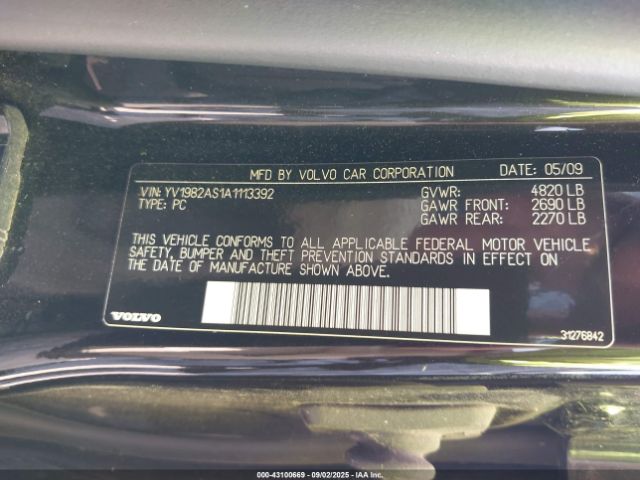 MFD BY VOLVO CAR CORPORATION DATE: 05/09
VIN: YV1982AS1A1113392 GVWR: 4820 LB
TYPE: PC GAWR FRONT: 2690 LB
GAWR REAR: 2270 LB
THIS VEHICLE CONFORMS TO ALL APPLICABLE FEDERAL MOTOR VEHICLE
SAFETY, BUMPER AND THEFT PREVENTION STANDARDS IN EFFECT ON
THE DATE OF MANUFACTURE SHOWN ABOVE.
VOLVO 31276842
000-43100669 - 09/02/2025 - IAAI.COM